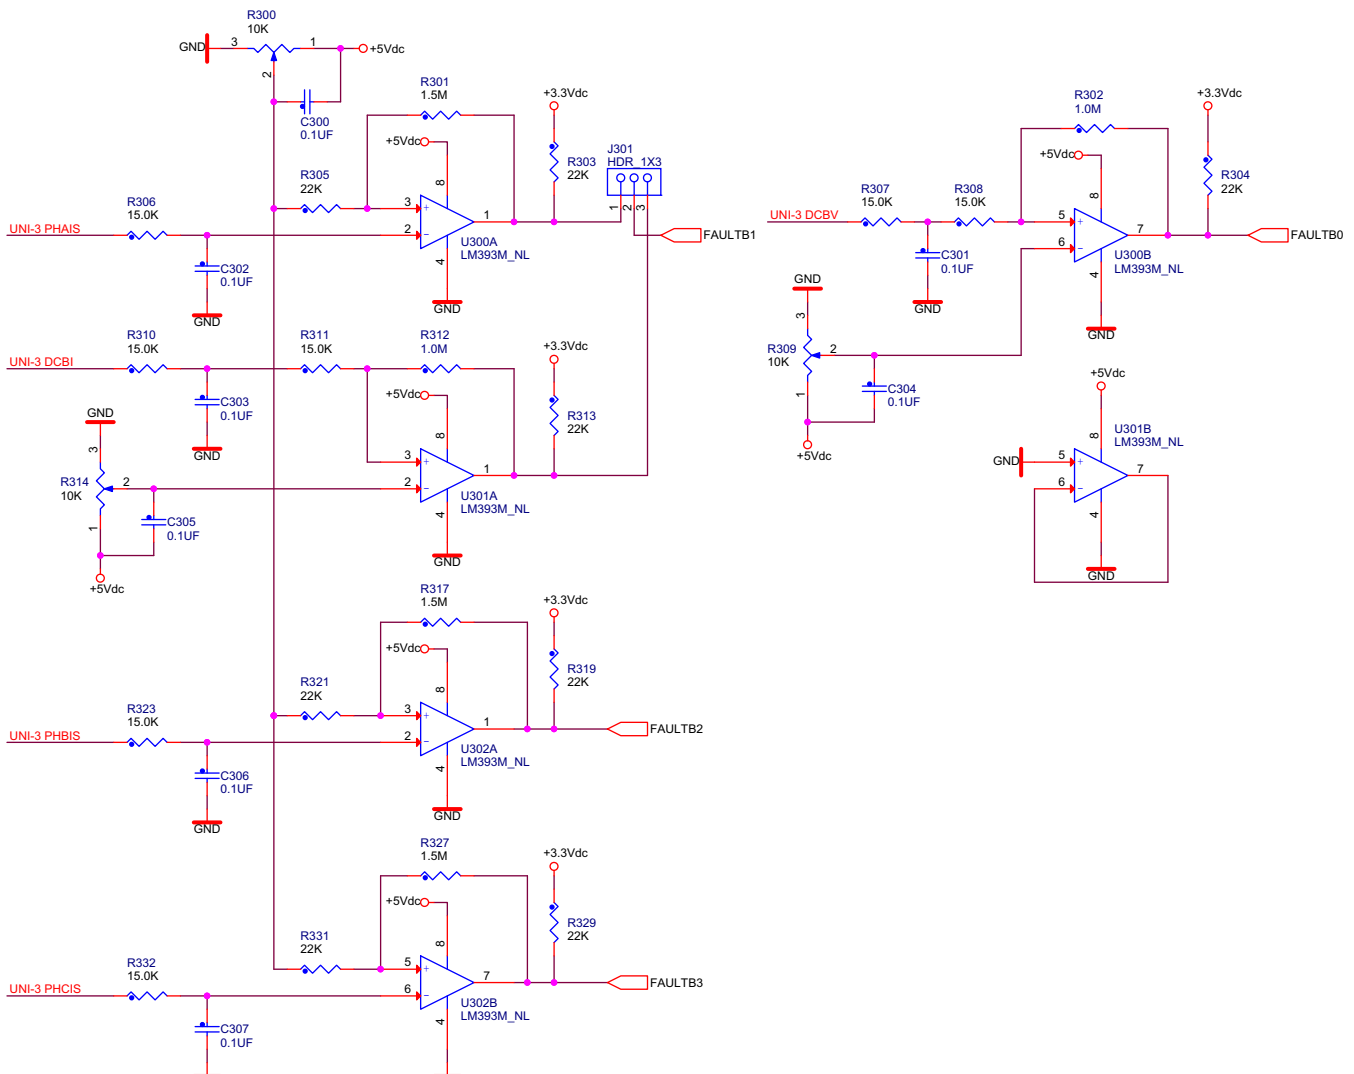 R300
10K
GND
3
1
+5Vdc
2
C300
0.1UF
R301
1.5M
+5Vdc
+3.3Vdc
R303
22K
J301
HDR_1X3
1
2
3
R305
22K
8
3
+
2
−
1
4
U300A
LM393M_NL
GND
FAULTB1
R306
15.0K
UNI-3 PHAIS
C302
0.1UF
GND
R302
1.0M
+3.3Vdc
+5Vdc
R304
22K
R307
15.0K
R308
15.0K
UNI-3 DCBV
8
5
+
6
−
7
4
U300B
LM393M_NL
GND
FAULTB0
C301
0.1UF
GND
GND
3
R309
10K
2
1
C304
0.1UF
+5Vdc
R310
15.0K
UNI-3 DCBI
R311
15.0K
R312
1.0M
+3.3Vdc
+5Vdc
C303
0.1UF
GND
R313
22K
8
3
+
2
−
1
4
U301A
LM393M_NL
GND
GND
3
R314
10K
2
1
C305
0.1UF
+5Vdc
+5Vdc
8
U301B
LM393M_NL
GND
5
+
6
−
7
4
GND
R317
1.5M
+3.3Vdc
+5Vdc
R319
22K
R321
22K
8
3
+
2
−
1
4
U302A
LM393M_NL
GND
FAULTB2
R323
15.0K
UNI-3 PHBIS
C306
0.1UF
GND
R327
1.5M
+3.3Vdc
+5Vdc
R329
22K
R331
22K
8
5
+
6
−
7
4
U302B
LM393M_NL
FAULTB3
R332
15.0K
UNI-3 PHCIS
C307
0.1UF